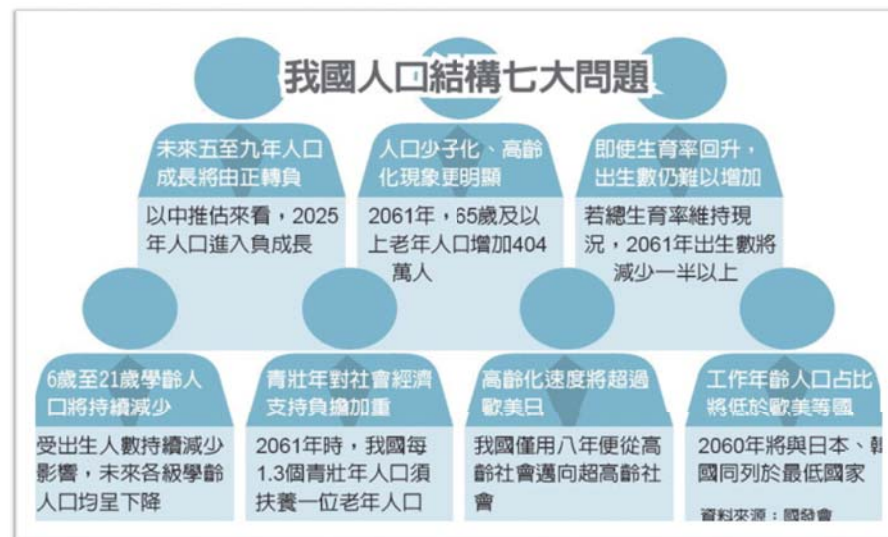 我國人口結構七大問題
未來五至九年人口
成長將由正轉負
以中推估來看，2025
年人口進入負成長
人口少子化、高齡
化現象更明顯
2061年，65歲及以
上老年人口增加404
萬人
即使生育率回升，
出生數仍難以增加
若總生育率維持現
況，2061年出生數將
減少一半以上
6歲至21歲學齡人
口將持續減少
受出生人數持續減少
影響，未來各級學齡
人口均呈下降
青壯年對社會經濟
支持負擔加重
2061年時，我國每
1.3個青壯年人口須
扶養一位老年人口
高齡化速度將超過
歐美日
我國僅用八年便從高
齡社會邁向超高齡社
會
工作年齡人口占比
將低於歐美等國
2060年將與日本、韓
國同列於最低國家
資料來源：國發會